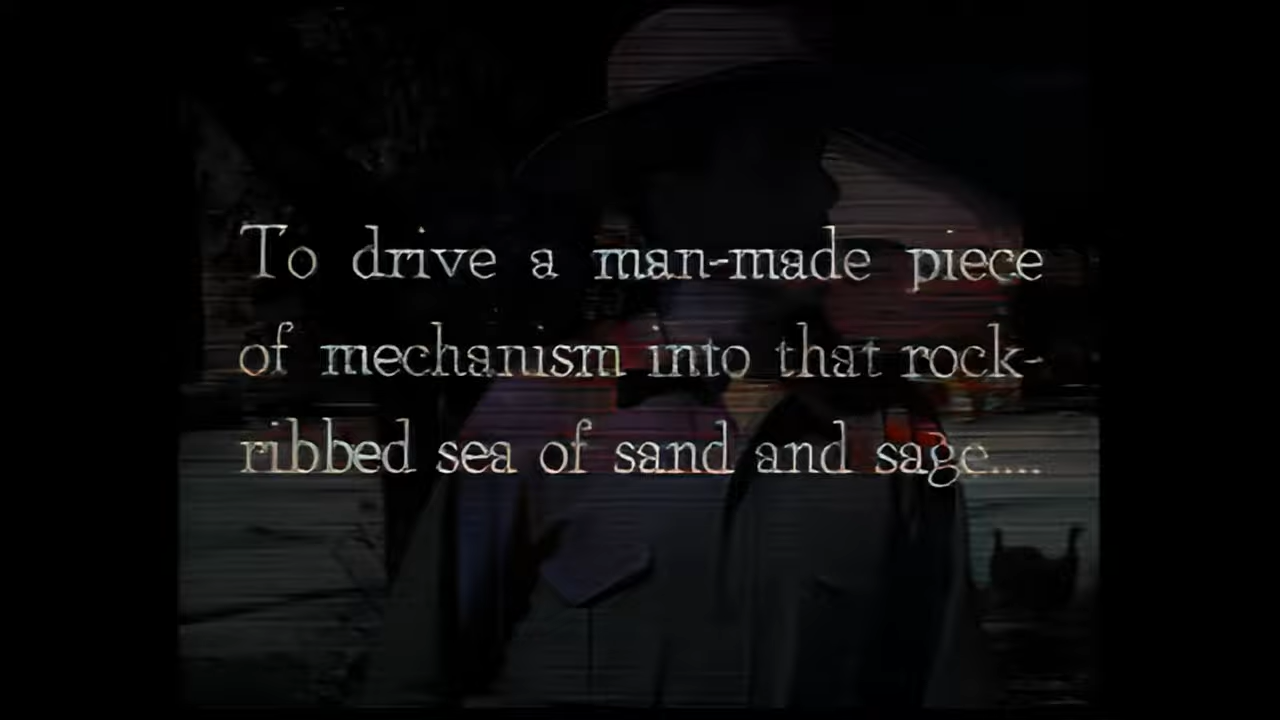 To drive a man-made piece
of mechanism into that rock-
ribbed sea of sand and sage....